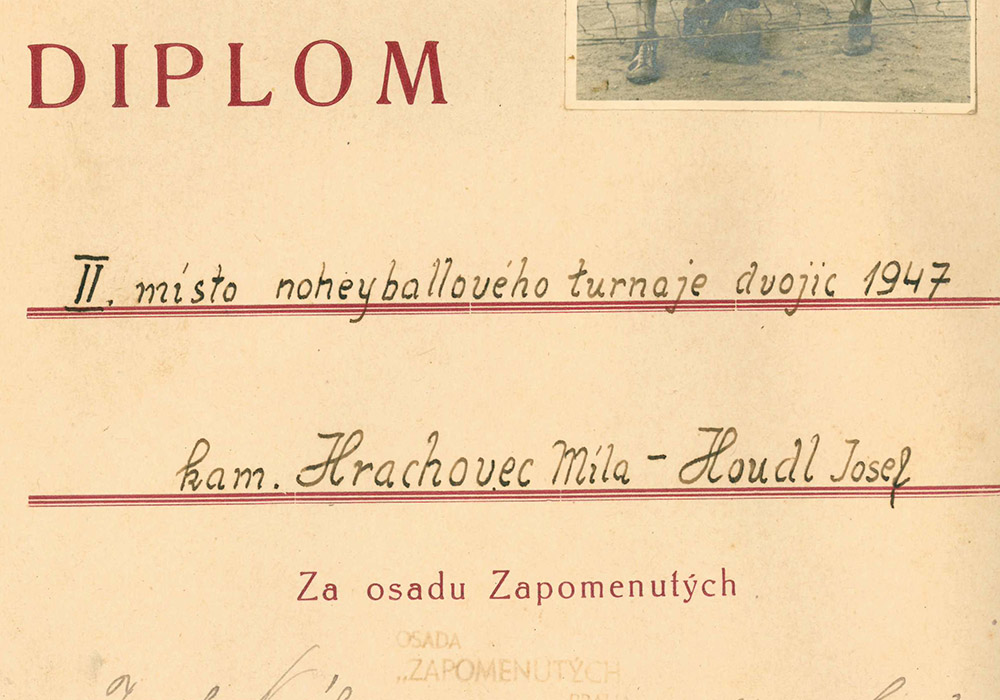 DIPLOM
II. místo noheyballového turnaje dvojic 1947
kam. Hrachovec Míla - Houdl Josef
Za osadu Zapomenutých
OSADA
„ZAPOMENUTÝCH